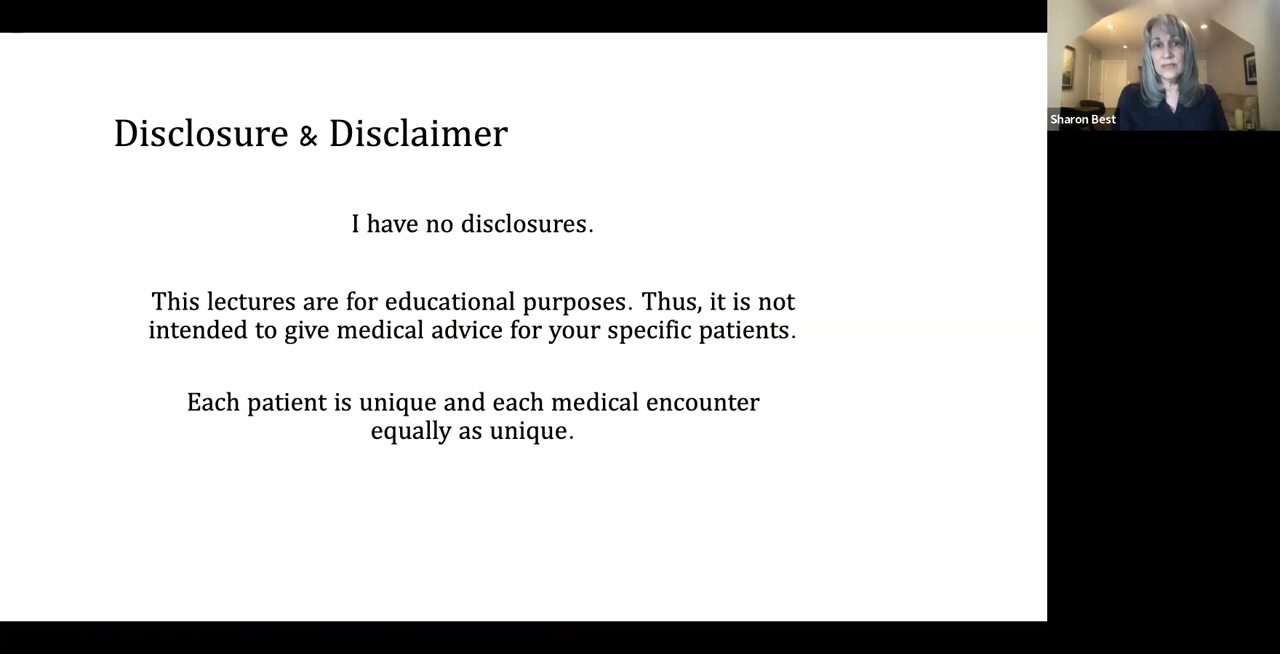 Disclosure & Disclaimer
I have no disclosures.
This lectures are for educational purposes. Thus, it is not
intended to give medical advice for your specific patients.
Each patient is unique and each medical encounter
equally as unique.
Sharon Best